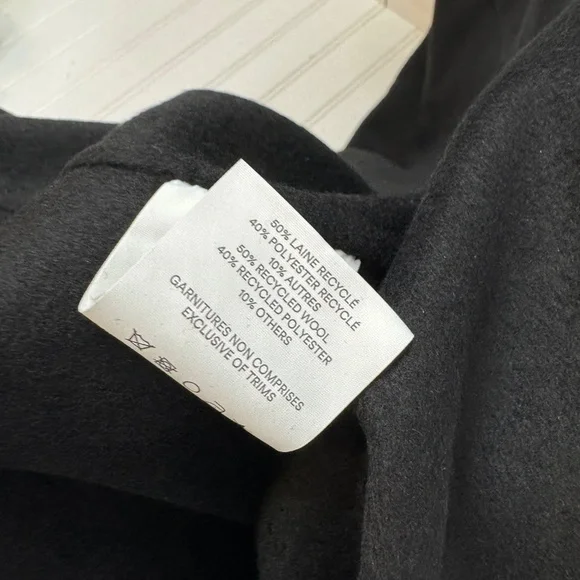 50% LAINE RECYCLÉ
40% POLYESTER RECYCLÉ
10% AUTRES
50% RECYCLED WOOL
40% RECYCLED POLYESTER
10% OTHERS
GARNITURES NON COMPRISES
EXCLUSIVE OF TRIMS